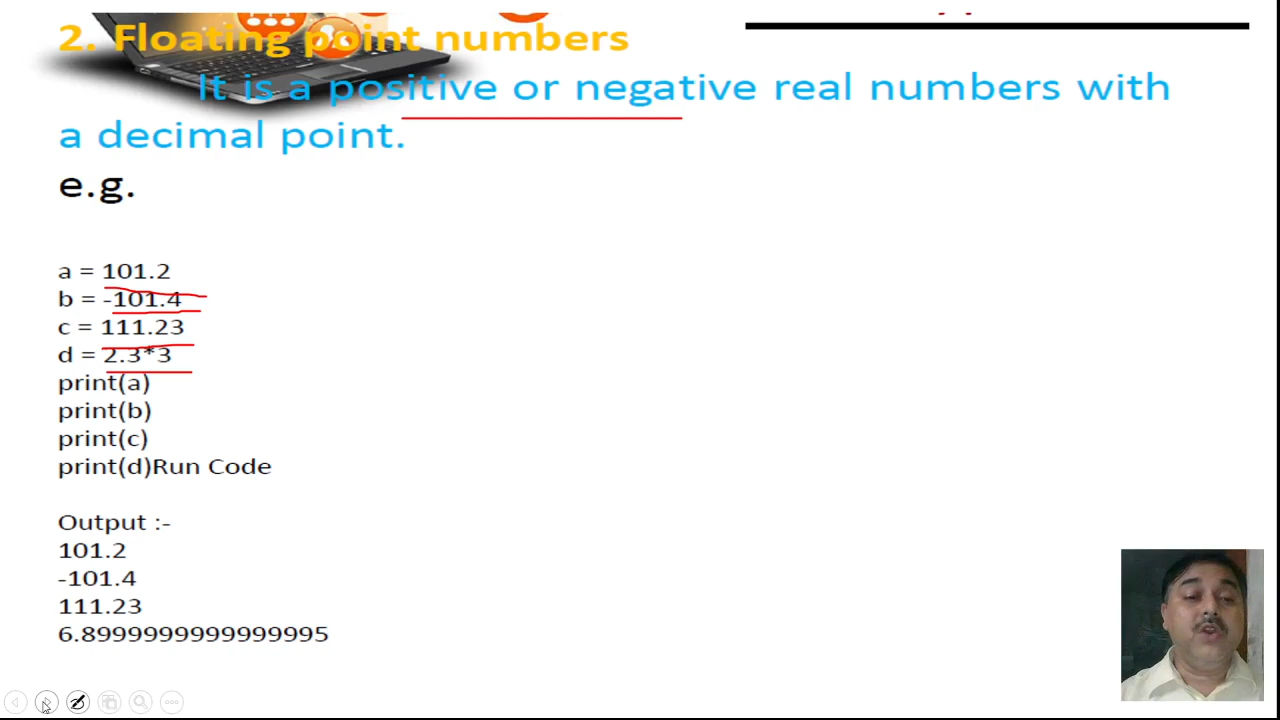 2. Floating point numbers
It is a positive or negative real numbers with
a decimal point.
e.g.
a = 101.2
b = -101.4
c = 111.23
d = 2.3*3
print(a)
print(b)
print(c)
print(d)Run Code
Output :-
101.2
-101.4
111.23
6.8999999999999995